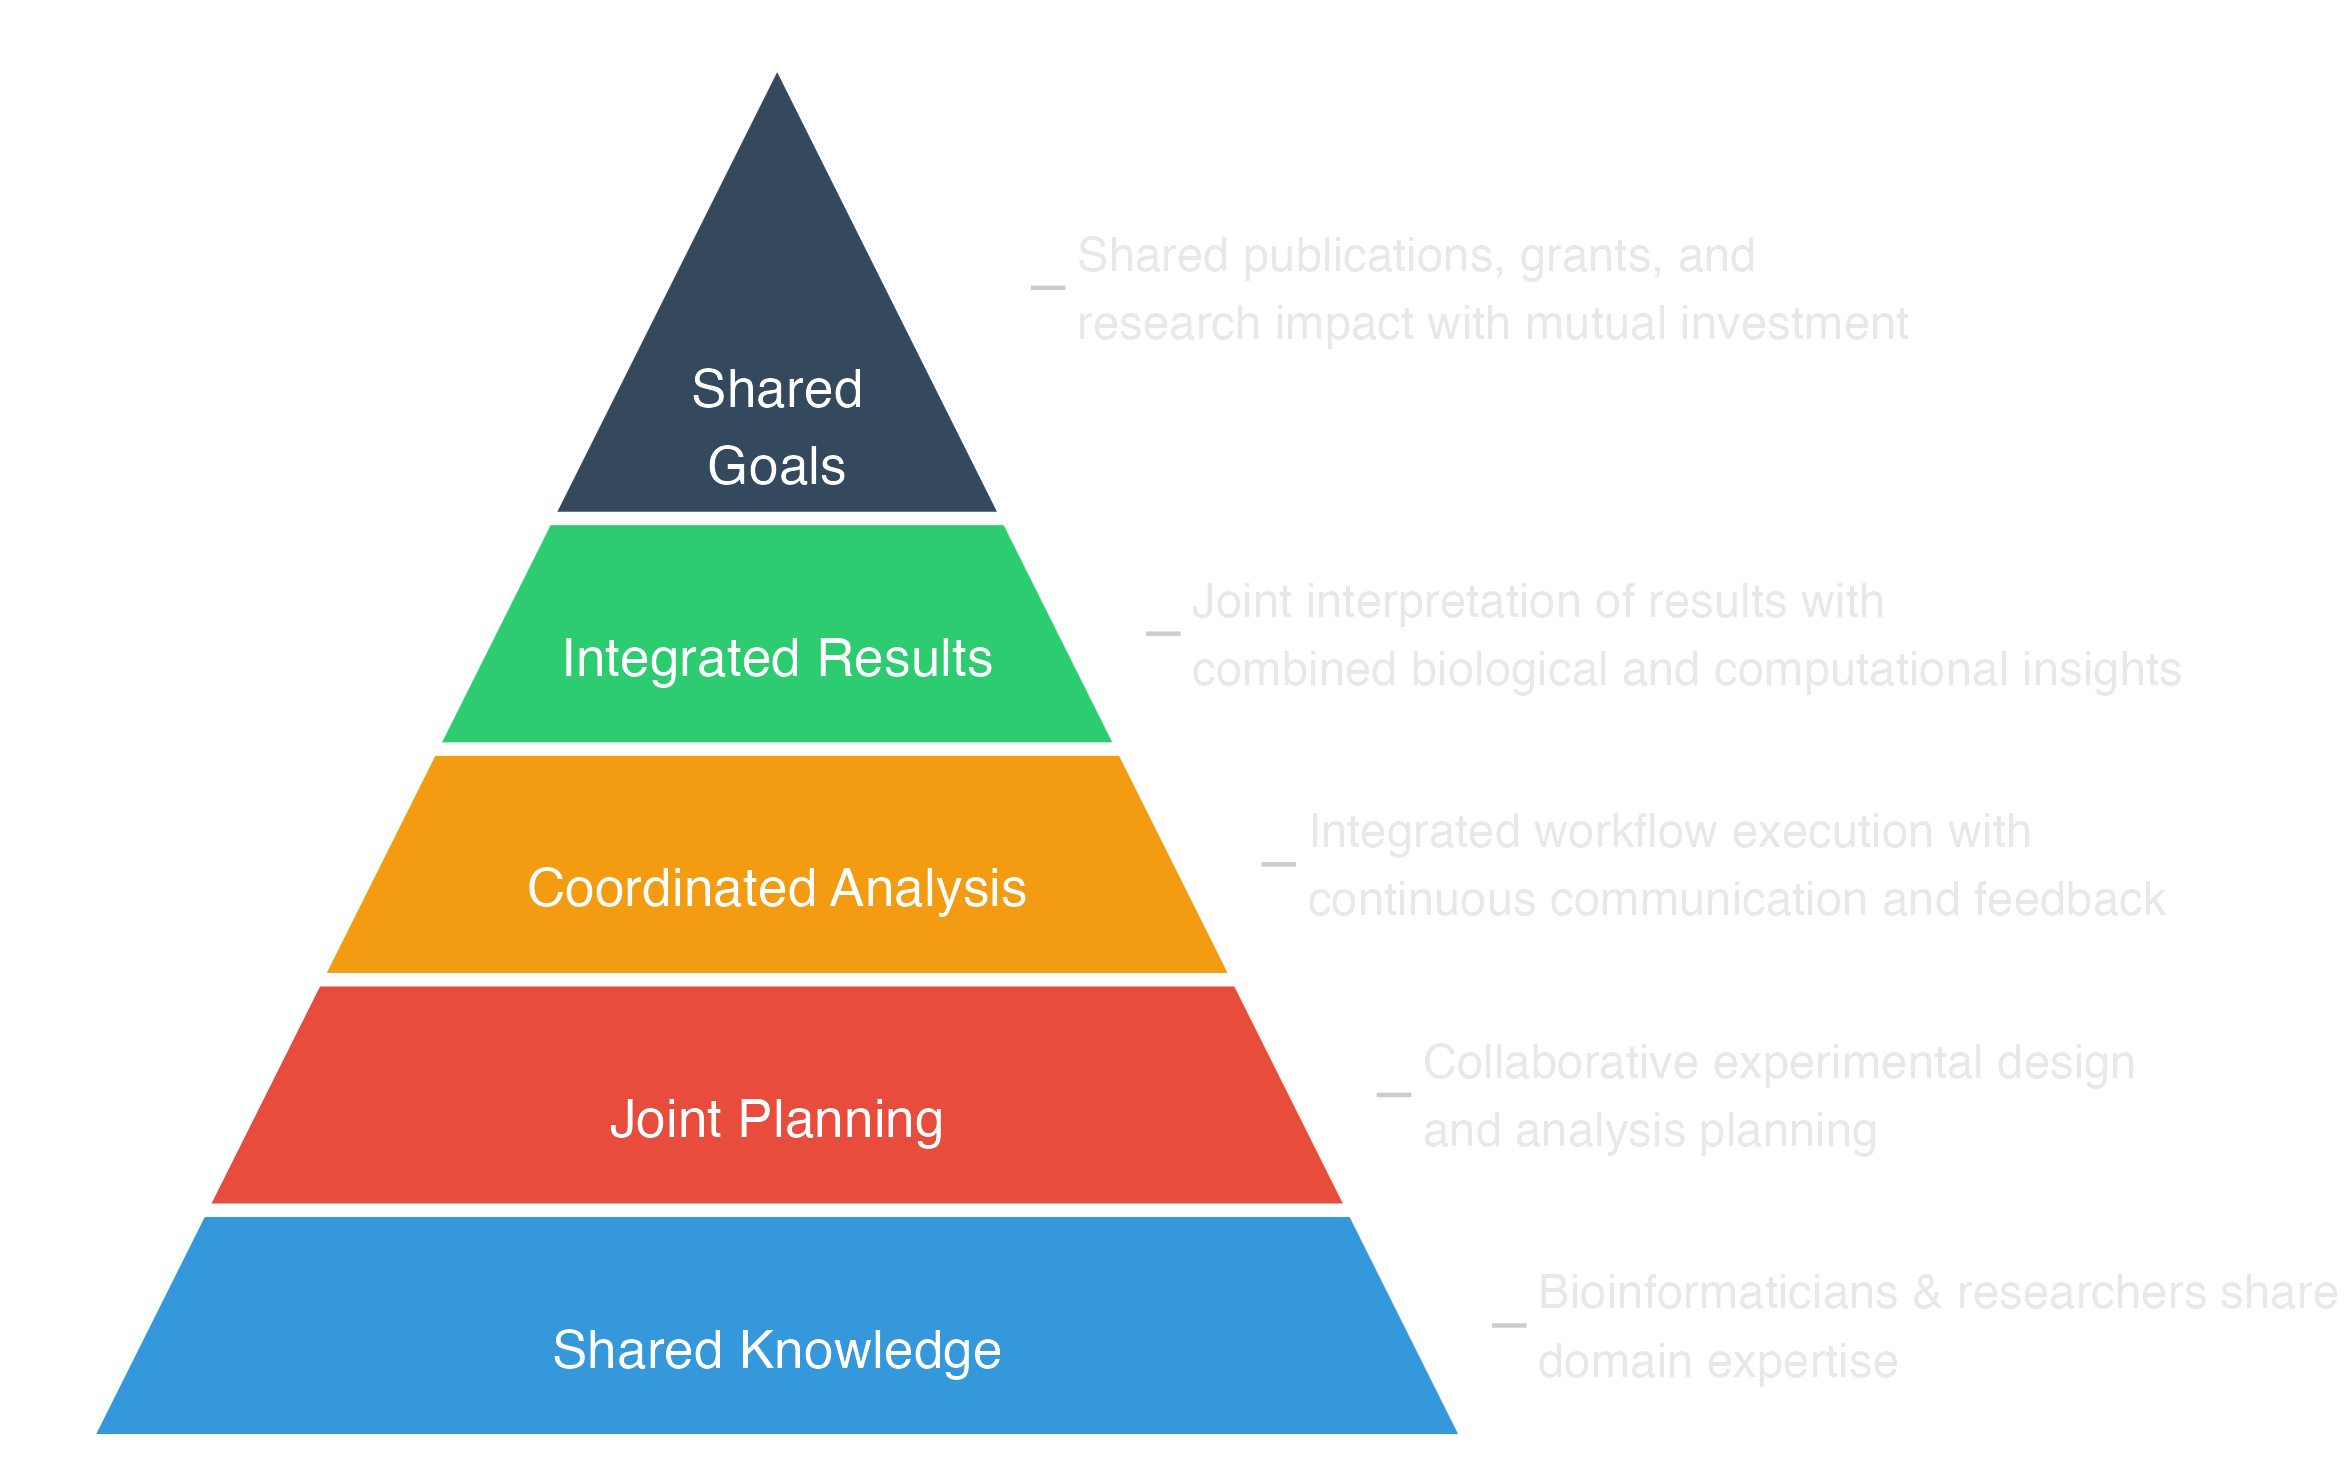 Shared publications, grants, and
research impact with mutual investment
Shared
Goals
Joint interpretation of results with
combined biological and computational insights
Integrated Results
Integrated workflow execution with
continuous communication and feedback
Coordinated Analysis
Collaborative experimental design
and analysis planning
Joint Planning
Bioinformaticians & researchers share
domain expertise
Shared Knowledge